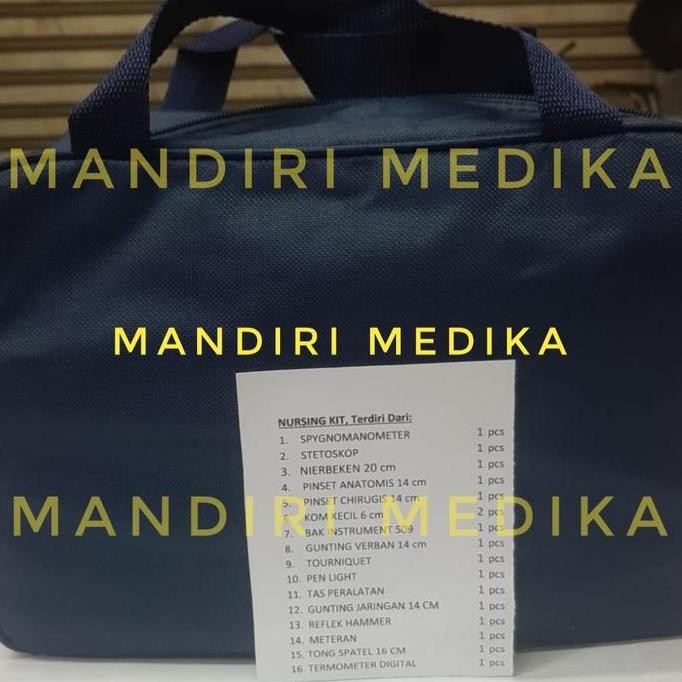 MANDIRI MEDIKA
MANDIRI MEDIKA
NURSING KIT, Terdiri Dari:
1. SPYGNOMANOMETER 1 pcs
2. STETOSKOP 1 pcs
3. NIERBEKEN 20 cm 1 pcs
4. PINSET ANATOMIS 14 cm 1 pcs
5. PINSET CHIRUGIS 14 cm 1 pcs
MANDIRI MEDIKA
6. KOM KECIL 6 cm 2 pcs
7. BAK INSTRUMENT 509 1 pcs
8. GUNTING VERBAN 14 cm 1 pcs
9. TOURNIQUET 1 pcs
10. PEN LIGHT 1 pcs
11. TAS PERALATAN 1 pcs
12. GUNTING JARINGAN 14 CM 1 pcs
13. REFLEK HAMMER 1 pcs
14. METERAN 1 pcs
15. TONG SPATEL 16 CM 1 pcs
16. TERMOMETER DIGITAL 1 pcs